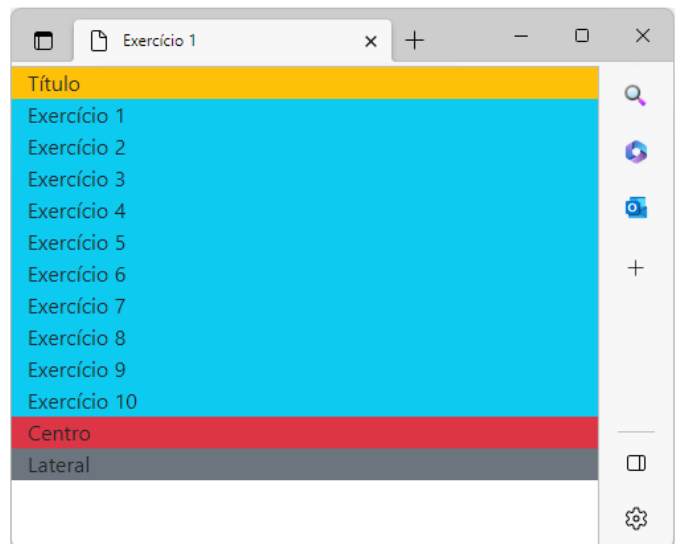 Exercício 1
Título
Exercício 1
Exercício 2
Exercício 3
Exercício 4
Exercício 5
Exercício 6
Exercício 7
Exercício 8
Exercício 9
Exercício 10
Centro
Lateral